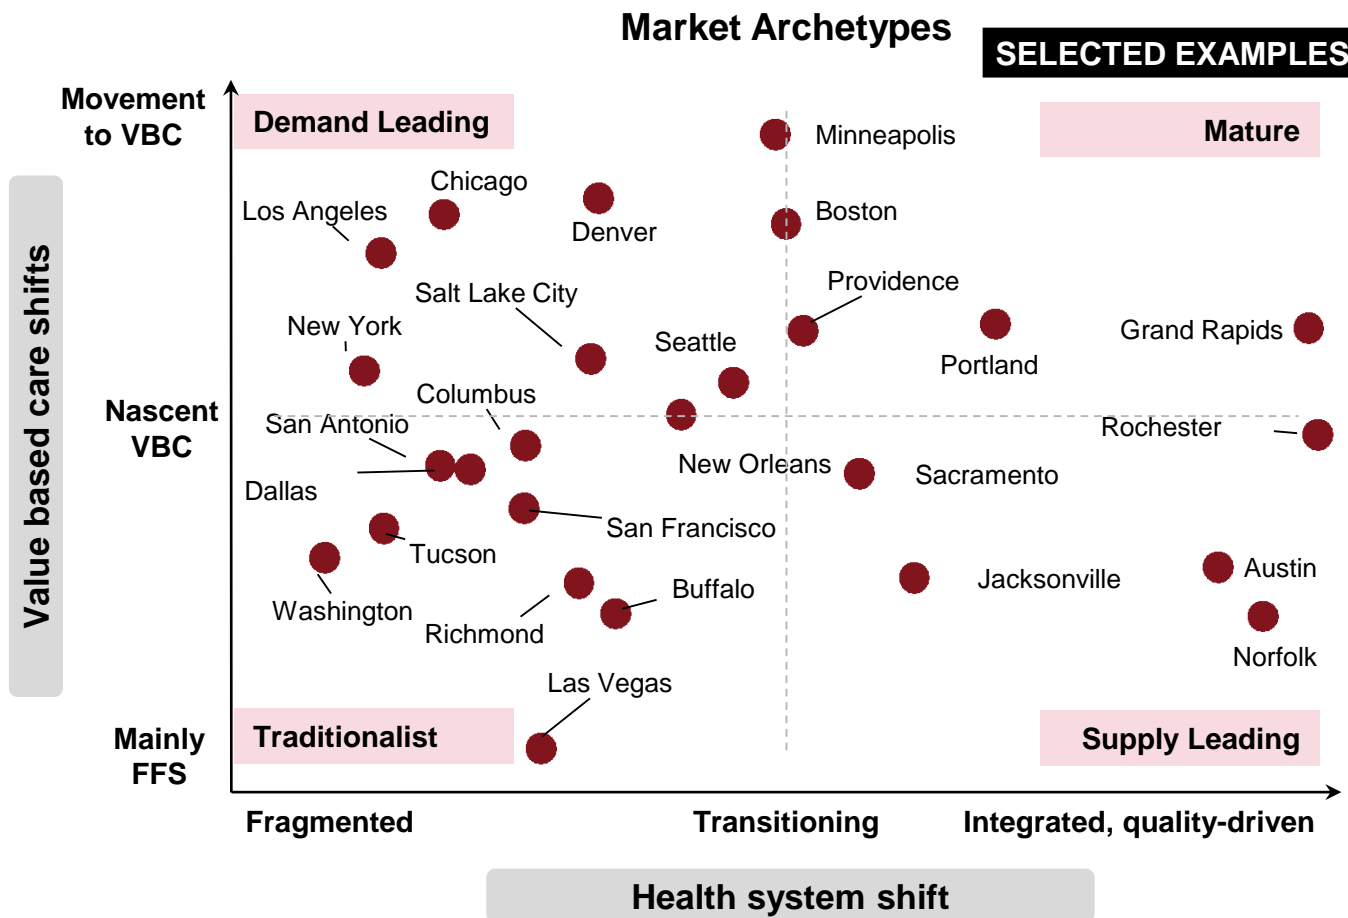 Market Archetypes
SELECTED EXAMPLES
Movement
to VBC
Demand Leading
Mature
Minneapolis
Chicago
Los Angeles
Boston
Denver
Providence
Salt Lake City
New York
Seattle
Grand Rapids
Portland
Columbus
Nascent
VBC
San Antonio
Rochester
New Orleans
Sacramento
Dallas
San Francisco
Tucson
Austin
Jacksonville
Buffalo
Washington
Richmond
Norfolk
Las Vegas
Value based care shifts
Mainly
FFS
Traditionalist
Supply Leading
Fragmented
Transitioning
Integrated, quality-driven
Health system shift